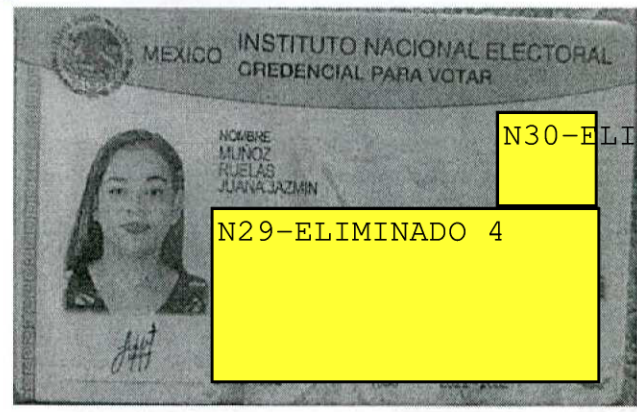 MEXICO INSTITUTO NACIONAL ELECTORAL
CREDENCIAL PARA VOTAR
NOMBRE
MUÑOZ
RUELAS
JUANA JAZMIN
N30-ELI
N29-ELIMINADO 4